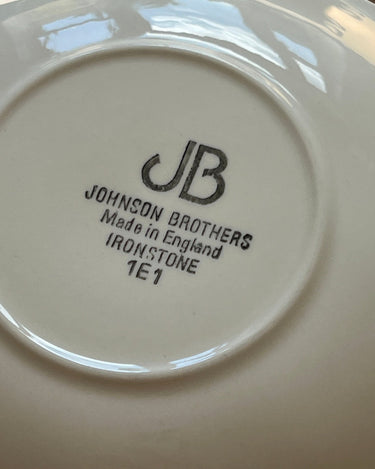 JB
JOHNSON BROTHERS
Made in England
IRONSTONE
1E1